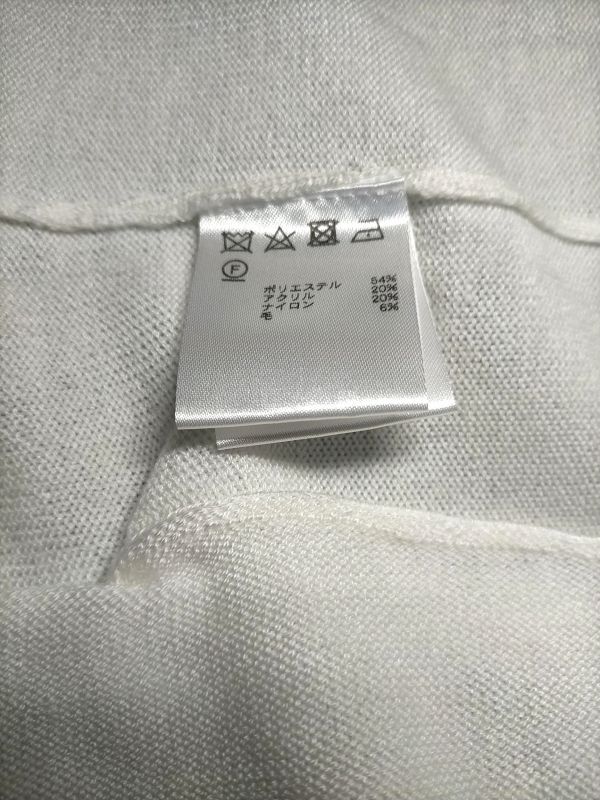 F
ポリエステル 54%
アクリル 20%
ナイロン 20%
毛 6%